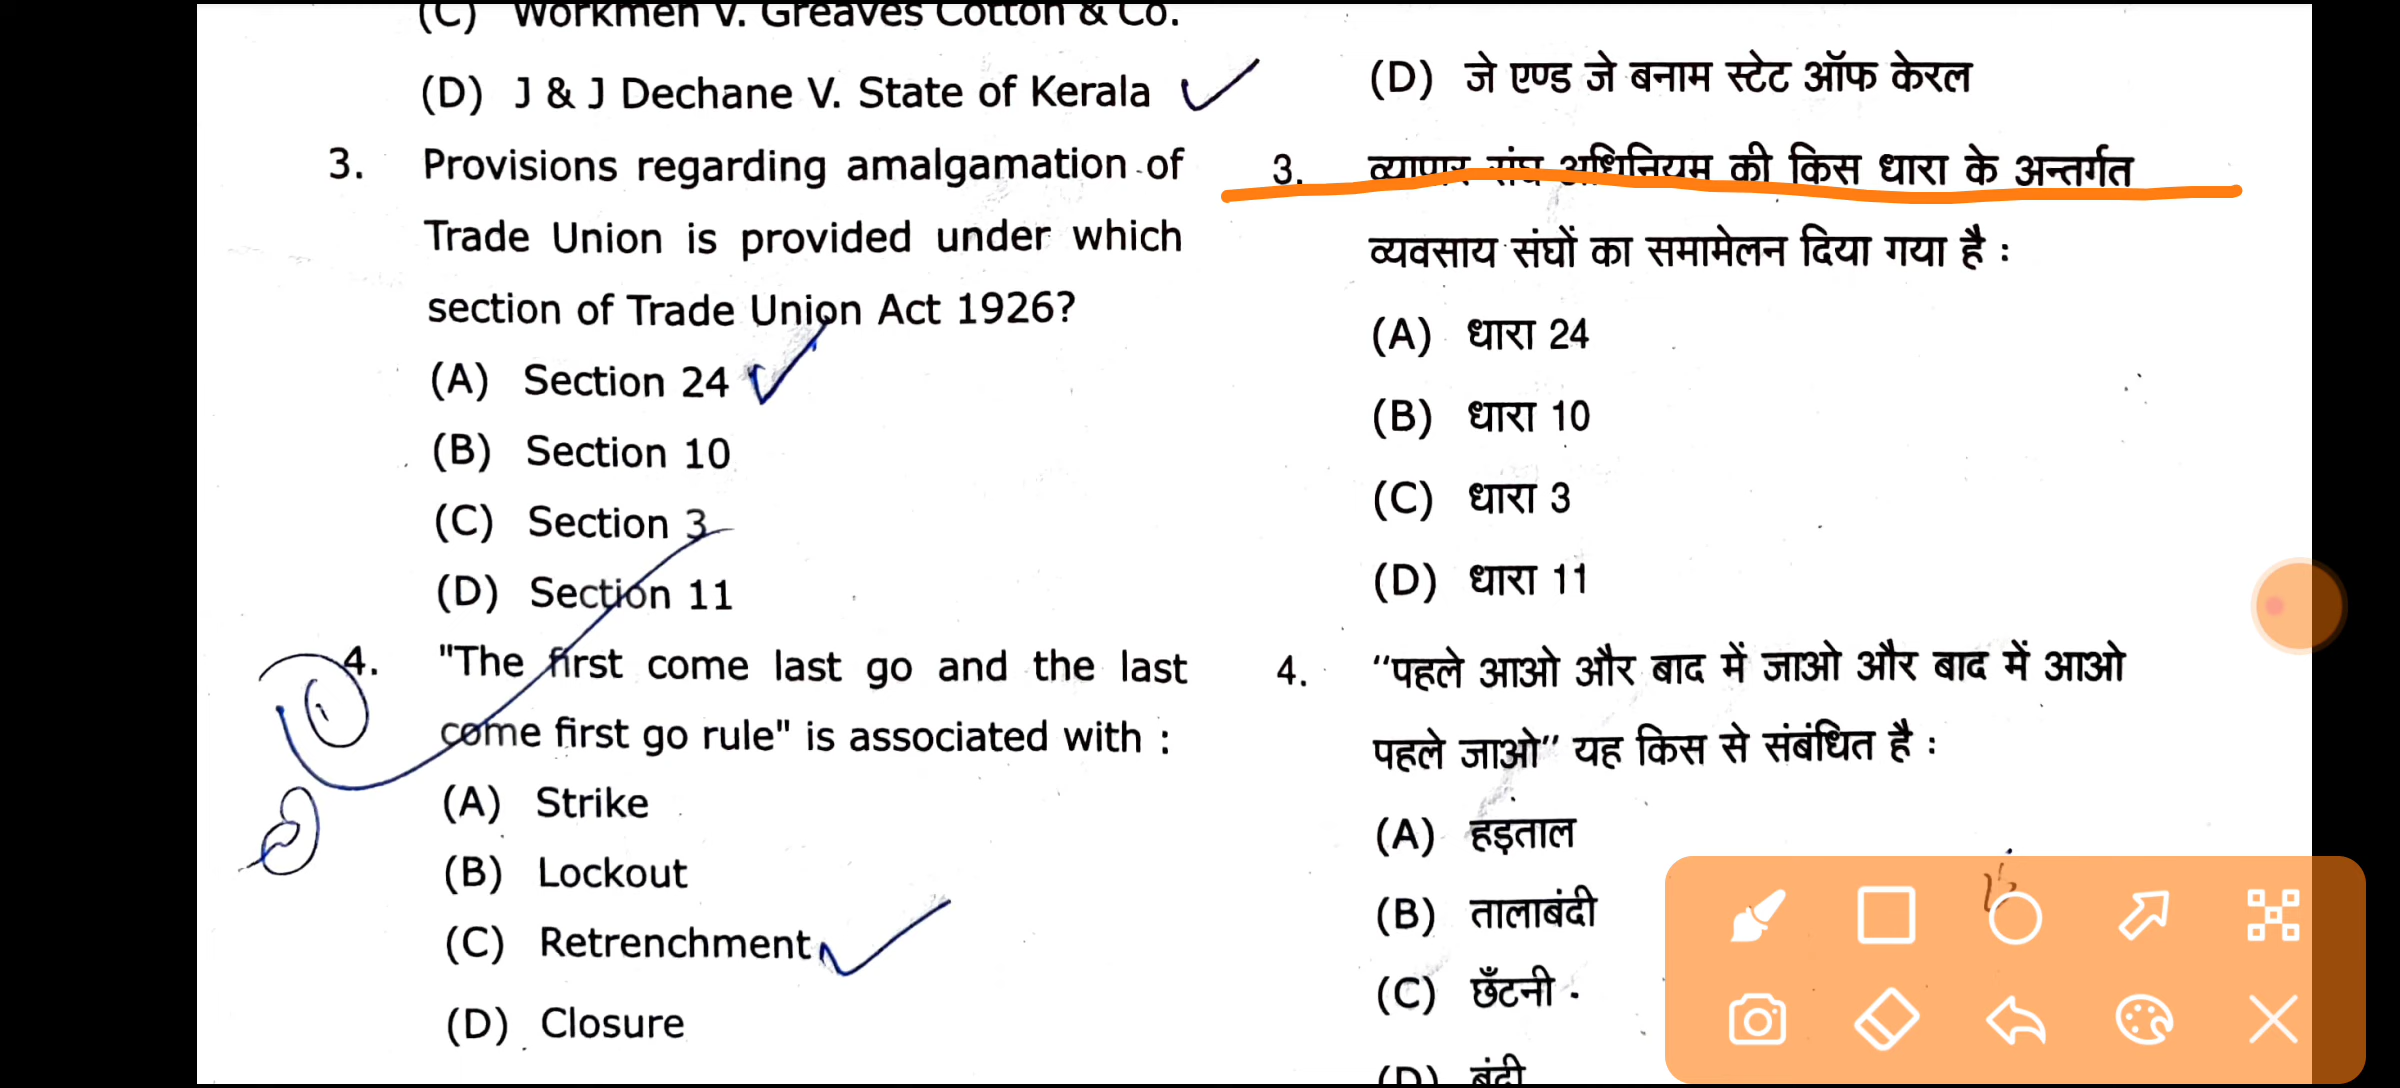 (C) Workmen V. Greaves Cotton & Co.
(D) J & J Dechane V. State of Kerala
3. Provisions regarding amalgamation of
Trade Union is provided under which
section of Trade Union Act 1926?
(A) Section 24
(B) Section 10
(C) Section 3
(D) Section 11
4. "The first come last go and the last
come first go rule" is associated with :
(A) Strike
(B) Lockout
(C) Retrenchment
(D) Closure
(D) जे एण्ड जे बनाम स्टेट ऑफ केरल
3. व्यापार संघ अधिनियम की किस धारा के अन्तर्गत
व्यवसाय संघों का समामेलन दिया गया है :
(A) धारा 24
(B) धारा 10
(C) धारा 3
(D) धारा 11
4. "पहले आओ और बाद में जाओ और बाद में आओ
पहले जाओ" यह किस से संबंधित है :
(A) हड़ताल
(B) तालाबंदी
(C) छँटनी
(D) बंदी